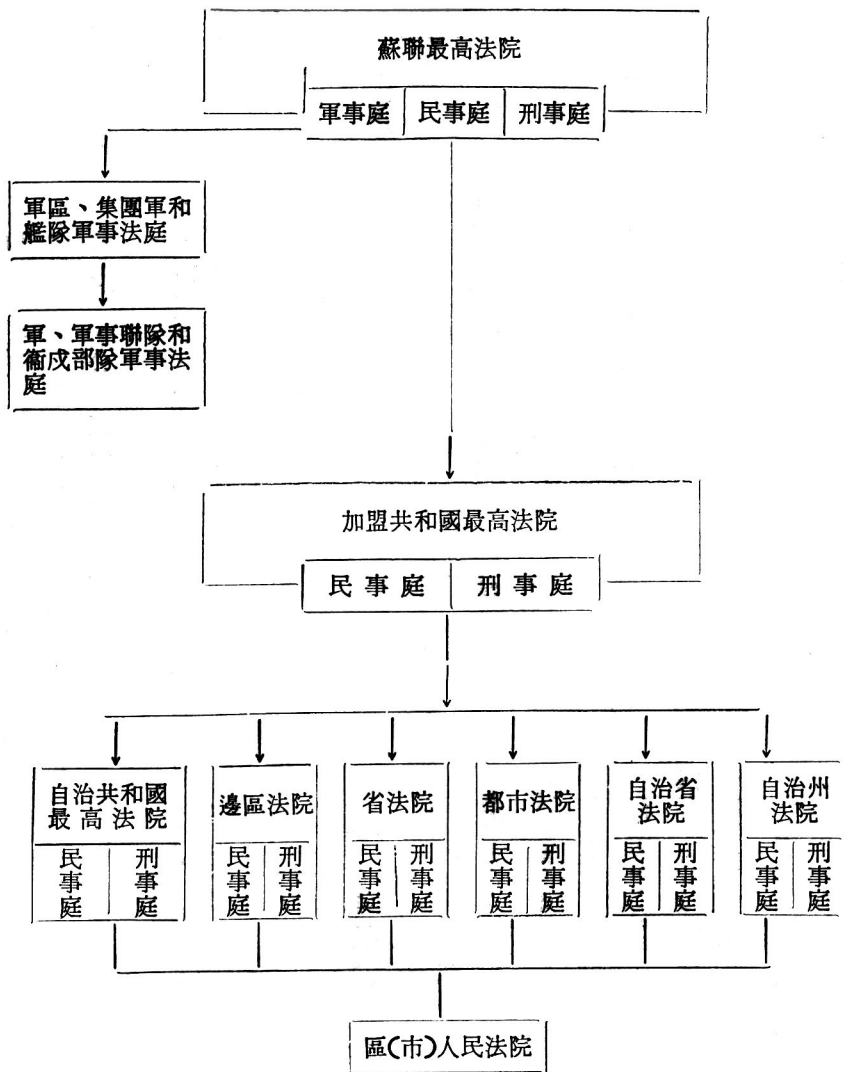 蘇聯最高法院
軍事庭 民事庭 刑事庭
軍區、集團軍和
艦隊軍事法庭
軍、軍事聯隊和
衞戍部隊軍事法
庭
加盟共和國最高法院
民事庭 刑事庭
自治共和國
最高法院
民事庭 刑事庭
邊區法院
民事庭 刑事庭
省法院
民事庭 刑事庭
都市法院
民事庭 刑事庭
自治省
法院
民事庭 刑事庭
自治州
法院
民事庭 刑事庭
區(市)人民法院